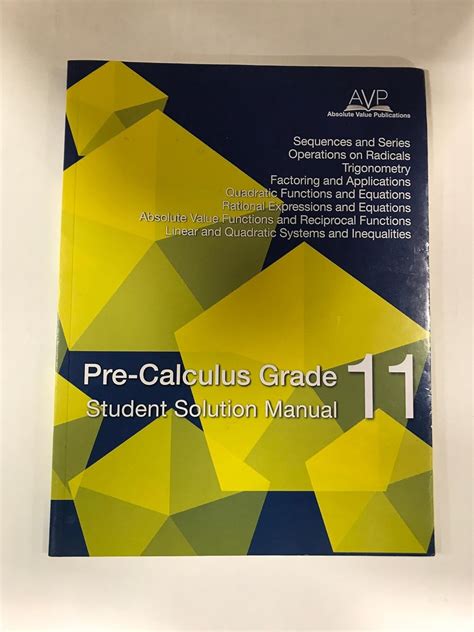 AVP
Absolute Value Publications
Sequences and Series
Operations on Radicals
Trigonometry
Factoring and Applications
Quadratic Functions and Equations
Rational Expressions and Equations
Absolute Value Functions and Reciprocal Functions
Linear and Quadratic Systems and Inequalities
Pre-Calculus Grade 11
Student Solution Manual